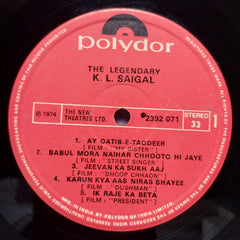 polydor
THE LEGENDARY
K. L. SAIGAL
℗ 1974
THE NEW
THEATRES LTD.
2392 071
STEREO
33
1
1. AY QATIB-E-TAQDEER
[ FILM : "MY SISTER" ]
2. BABUL MORA NAIHAR CHHOOTO HI JAYE
[ FILM : "STREET SINGER" ]
3. JEEVAN KA SUKH AAJ
[ FILM : "DHOOP CHHAON" ]
4. KARUN KYA AAS NIRAS BHAYEE
[ FILM : "DUSHMAN" ]
5. IK RAJE KA BETA
[ FILM : "PRESIDENT" ]
MFD. IN INDIA BY POLYDOR OF INDIA LIMITED.